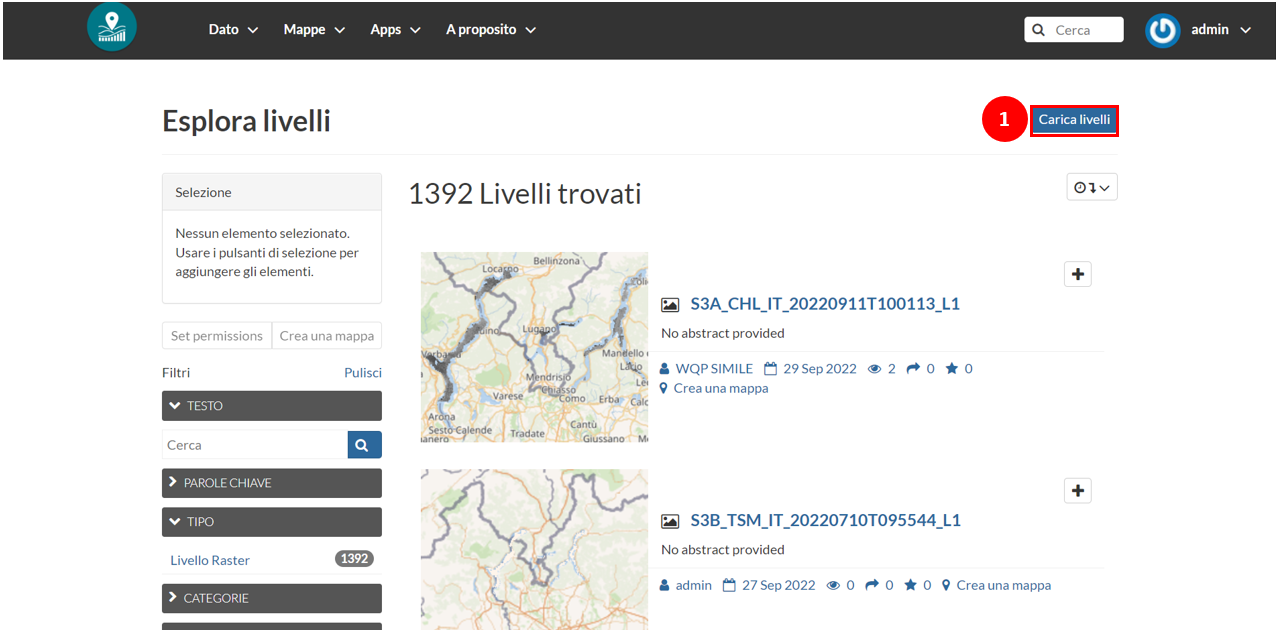 Dato Mappe Apps A proposito Cerca admin
Esplora livelli
1 Carica livelli
Selezione
Nessun elemento selezionato.
Usare i pulsanti di selezione per
aggiungere gli elementi.
Set permissions Crea una mappa
Filtri Pulisci
TESTO
Cerca
PAROLE CHIAVE
TIPO
Livello Raster 1392
CATEGORIE
1392 Livelli trovati
Bellinzona
Locarno
Lugano
Mandello
Mendrisio
Chiasso
Varese Como Erba
Arona
Cantù
Sesto Calende
Tradate
Giussano
S3A_CHL_IT_20220911T100113_L1
No abstract provided
WQP SIMILE 29 Sep 2022 2 0 0
Crea una mappa
S3B_TSM_IT_20220710T095544_L1
No abstract provided
admin 27 Sep 2022 0 0 0 Crea una mappa